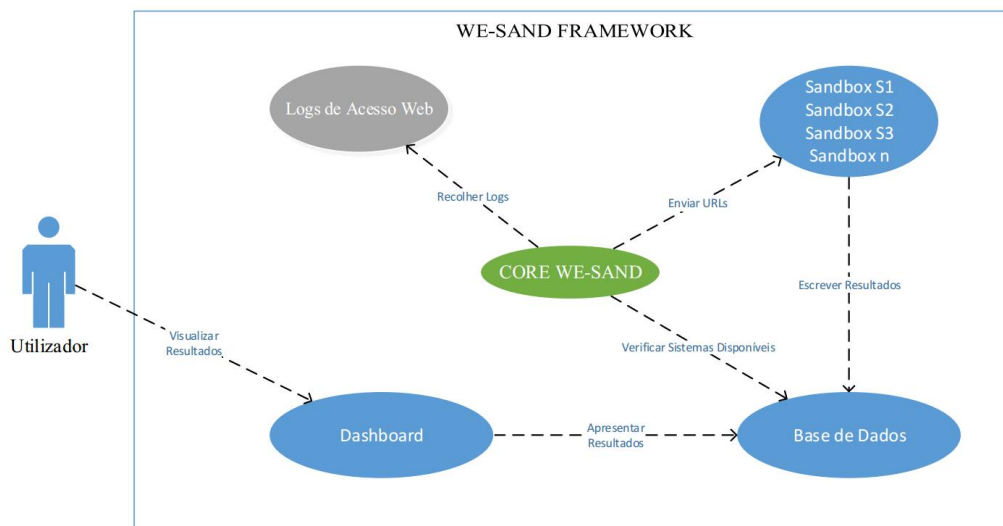 WE-SAND FRAMEWORK
Logs de Acesso Web
Sandbox S1
Sandbox S2
Sandbox S3
Sandbox n
Recolher Logs
Enviar URLs
CORE WE-SAND
Escrever Resultados
Utilizador
Visualizar
Resultados
Verificar Sistemas Disponíveis
Dashboard
Apresentar
Resultados
Base de Dados